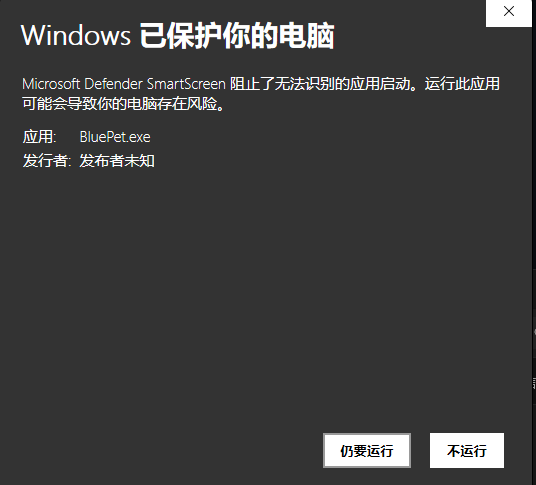 Windows 已保护你的电脑
Microsoft Defender SmartScreen 阻止了无法识别的应用启动。运行此应用
可能会导致你的电脑存在风险。
应用: BluePet.exe
发行者: 发布者未知
仍要运行 不运行